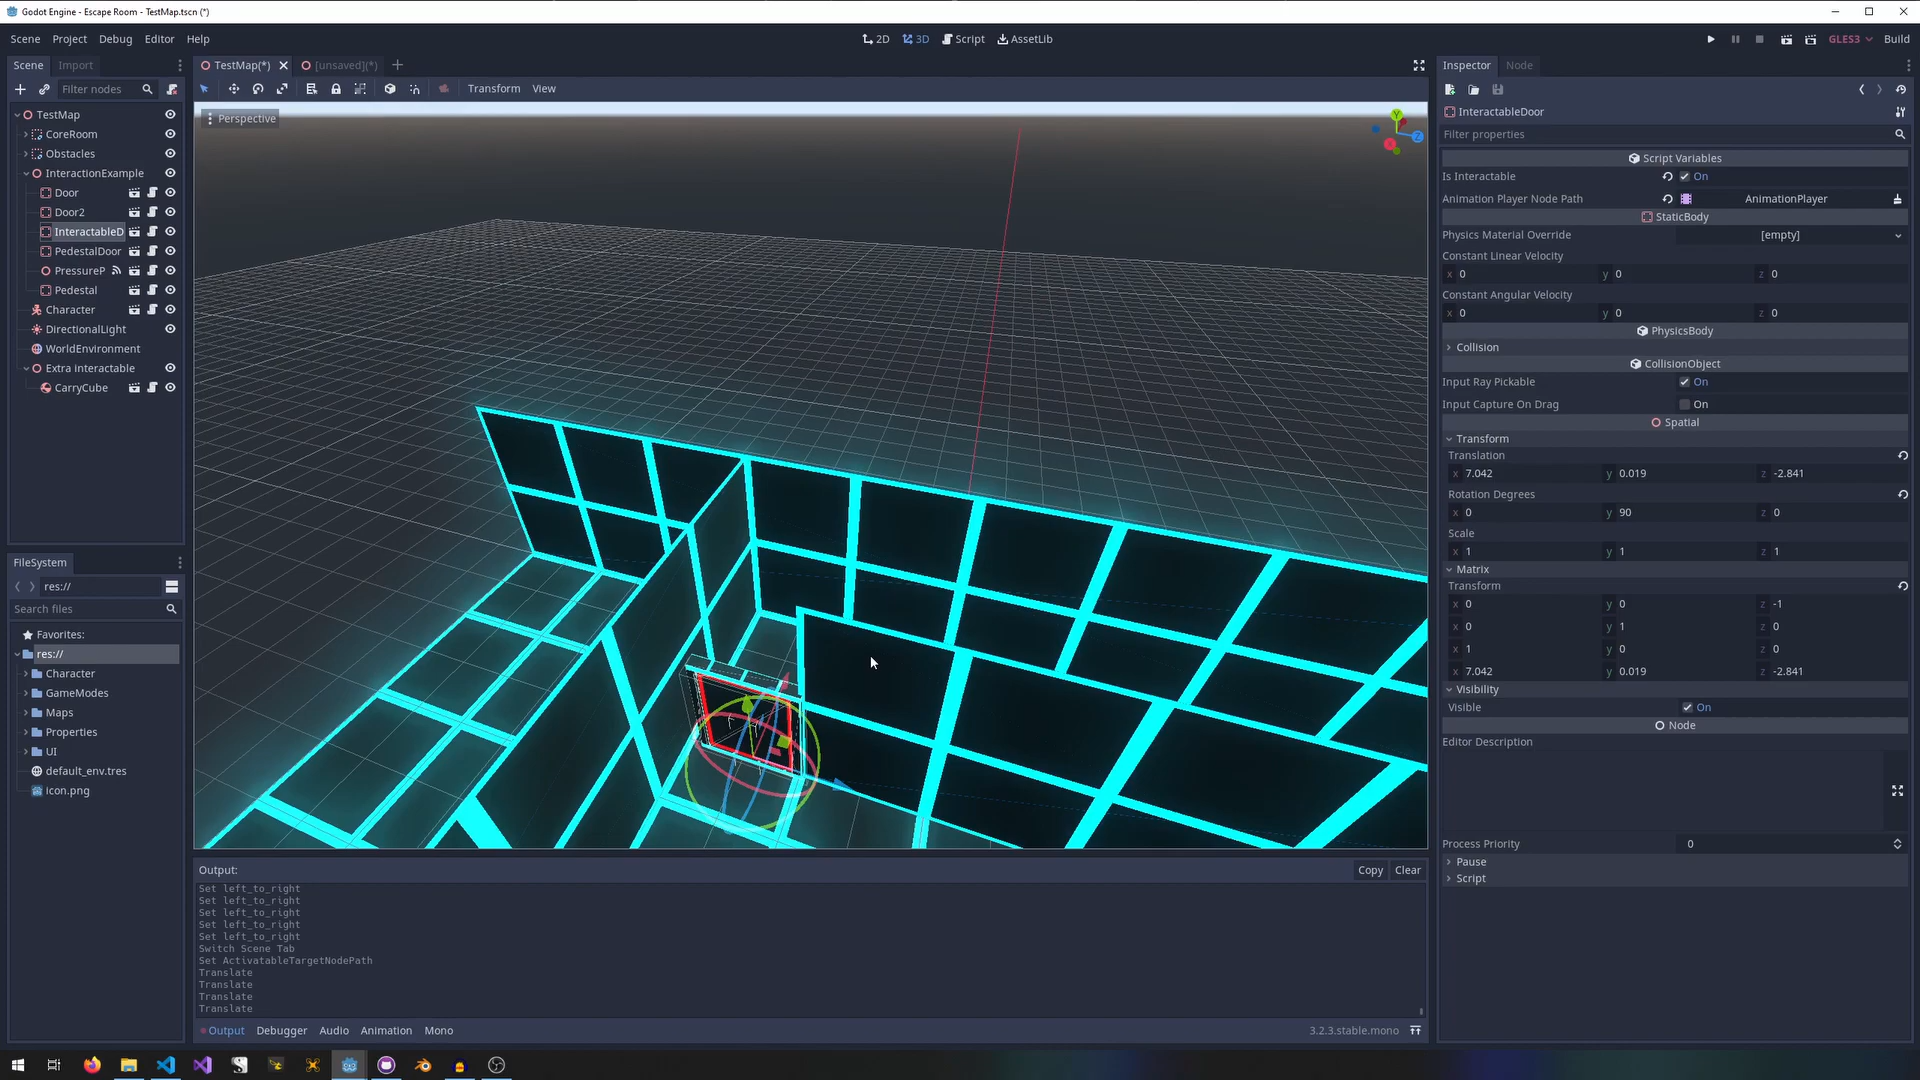 Godot Engine - Escape Room - TestMap.tscn (*)
Scene Project Debug Editor Help
2D 3D Script AssetLib
GLES3 Build
Scene Import
TestMap(*) [unsaved](*)
Inspector Node
Filter nodes
Transform View
TestMap
CoreRoom
Obstacles
InteractionExample
Door
Door2
InteractableD
PedestalDoor
PressureP
Pedestal
Character
DirectionalLight
WorldEnvironment
Extra interactable
CarryCube
FileSystem
res://
Search files
Favorites:
res://
Character
GameModes
Maps
Properties
UI
default_env.tres
icon.png
Perspective
Y
Z
Output:
Copy Clear
Set left_to_right
Set left_to_right
Set left_to_right
Set left_to_right
Set left_to_right
Switch Scene Tab
Set ActivatableTargetNodePath
Translate
Translate
Translate
Translate
Output Debugger Audio Animation Mono
3.2.3.stable.mono
InteractableDoor
Filter properties
Script Variables
Is Interactable On
Animation Player Node Path AnimationPlayer
StaticBody
Physics Material Override [empty]
Constant Linear Velocity
x 0 y 0 z 0
Constant Angular Velocity
x 0 y 0 z 0
PhysicsBody
Collision
CollisionObject
Input Ray Pickable On
Input Capture On Drag On
Spatial
Transform
Translation
x 7.042 y 0.019 z -2.841
Rotation Degrees
x 0 y 90 z 0
Scale
x 1 y 1 z 1
Matrix
Transform
x 0 y 0 z -1
x 0 y 1 z 0
x 1 y 0 z 0
x 7.042 y 0.019 z -2.841
Visibility
Visible On
Node
Editor Description
Process Priority 0
Pause
Script